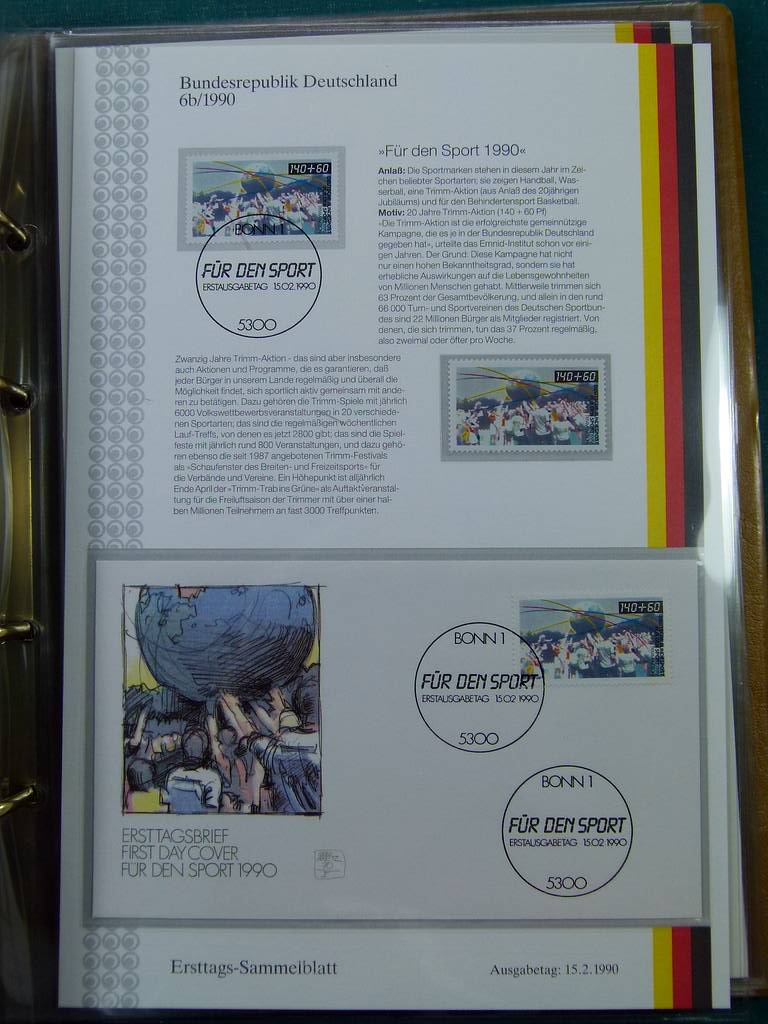 Bundesrepublik Deutschland
6b/1990
140+60
BONN 1
FÜR DEN SPORT
ERSTAUSGABETAG 15.02.1990
5300
»Für den Sport 1990«
Anlaß: Die Sportmarken stehen in diesem Jahr im Zei-
chen beliebter Sportarten; sie zeigen Handball, Was-
serball, eine Trimm-Aktion (aus Anlaß des 20jährigen
Jubiläums) und für den Behindertensport Basketball.
Motiv: 20 Jahre Trimm-Aktion (140 + 60 Pf)
»Die Trimm-Aktion ist die erfolgreichste gemeinnützige
Kampagne, die es je in der Bundesrepublik Deutschland
gegeben hat«, urteilte das Emnid-Institut schon vor eini-
gen Jahren. Der Grund: Diese Kampagne hat nicht
nur einen hohen Bekanntheitsgrad, sondern sie hat
erhebliche Auswirkungen auf die Lebensgewohnheiten
von Millionen Menschen gehabt. Mittlerweile trimmen sich
63 Prozent der Gesamtbevölkerung, und allein in den rund
66 000 Turn- und Sportvereinen des Deutschen Sportbun-
des sind 22 Millionen Bürger als Mitglieder registriert. Von
denen, die sich trimmen, tun das 37 Prozent regelmäßig,
also zweimal oder öfter pro Woche.
Zwanzig Jahre Trimm-Aktion - das sind aber insbesondere
auch Aktionen und Programme, die es garantieren, daß
jeder Bürger in unserem Lande regelmäßig und überall die
Möglichkeit findet, sich sportlich aktiv gemeinsam mit ande-
ren zu betätigen. Dazu gehören die Trimm-Spiele mit jährlich
6000 Volkswettbewerbsveranstaltungen in 20 verschiede-
nen Sportarten; das sind die regelmäßigen wöchentlichen
Lauf-Treffs, von denen es jetzt 2800 gibt; das sind die Spiel-
feste mit jährlich rund 800 Veranstaltungen, und dazu gehö-
ren ebenso die seit 1987 angebotenen Trimm-Festivals
als »Schaufenster des Breiten- und Freizeitsports« für
die Verbände und Vereine. Ein Höhepunkt ist alljährlich
Ende April der »Trimm-Trab ins Grüne« als Auftaktveranstal-
tung für die Freiluftsaison der Trimmer mit über einer hal-
ben Millionen Teilnehmern an fast 3000 Treffpunkten.
140+60
140+60
BONN 1
FÜR DEN SPORT
ERSTAUSGABETAG 15.02.1990
5300
BONN 1
FÜR DEN SPORT
ERSTAUSGABETAG 15.02.1990
5300
ERSTTAGSBRIEF
FIRST DAY COVER
FÜR DEN SPORT 1990
Ersttags-Sammelblatt
Ausgabetag: 15.2.1990